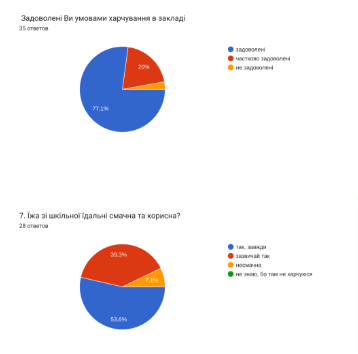 Задоволені Ви умовами харчування в закладі
35 ответов
задоволені
частково задоволені
не задоволені
20%
77,1%
7. Їжа зі шкільної їдальні смачна та корисна?
28 ответов
так, завжди
зазвичай так
несмачно
не знаю, бо там не харчуюся
39,3%
7,1%
53,6%